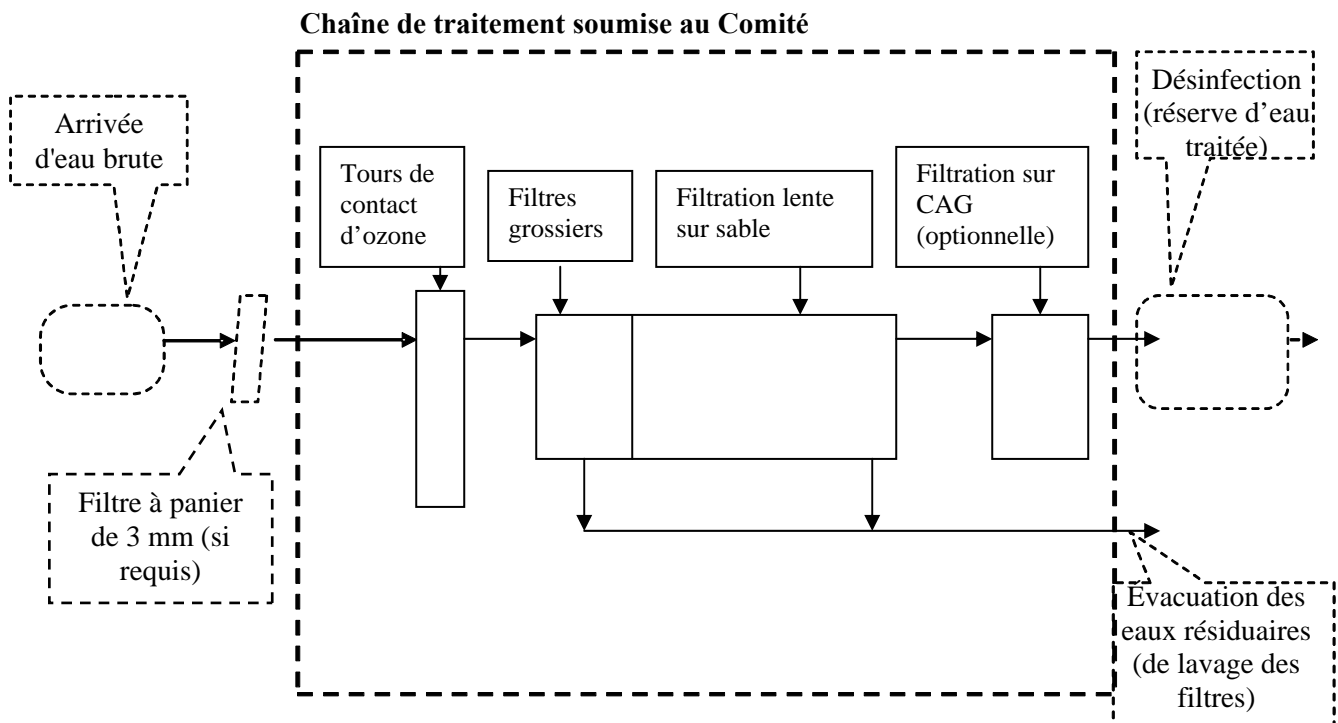 Chaîne de traitement soumise au Comité
Arrivée
d'eau brute
Tours de
contact
d’ozone
Filtres
grossiers
Filtration lente
sur sable
Filtration sur
CAG
(optionnelle)
Désinfection
(réserve d’eau
traitée)
Filtre à panier
de 3 mm (si
requis)
Évacuation des
eaux résiduaires
(de lavage des
filtres)